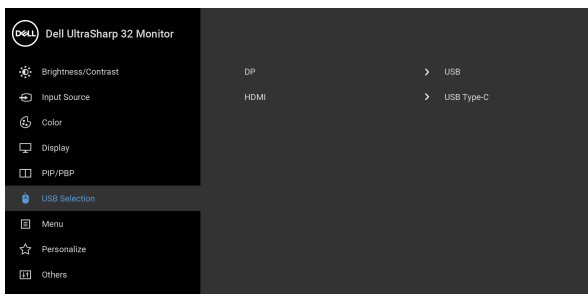 DELL Dell UltraSharp 32 Monitor
Brightness/Contrast
DP USB
Input Source
HDMI USB Type-C
Color
Display
PIP/PBP
USB Selection
Menu
Personalize
Others